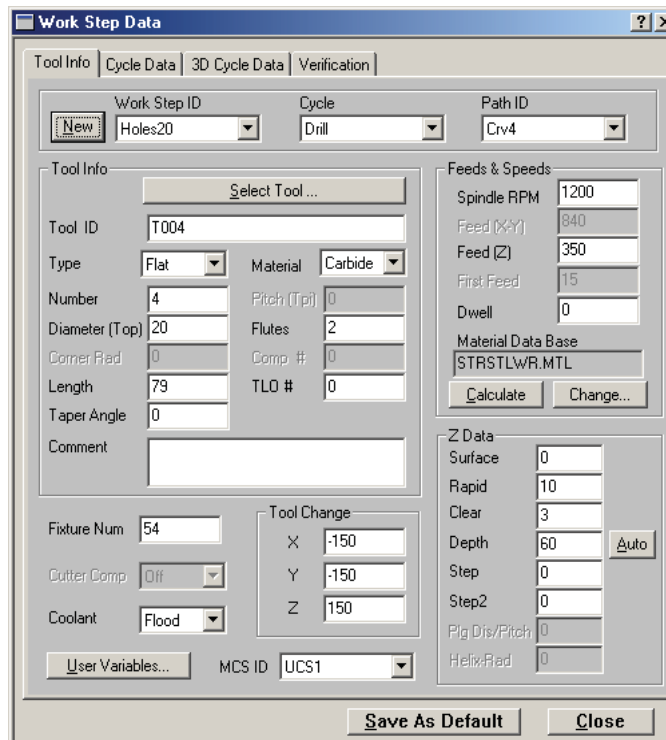 Work Step Data
Tool Info Cycle Data 3D Cycle Data Verification
Work Step ID Cycle Path ID
New Holes20 Drill Crv4
Tool Info
Select Tool ...
Tool ID T004
Type Flat Material Carbide
Number 4 Pitch (Tpi) 0
Diameter (Top) 20 Flutes 2
Corner Rad 0 Comp # 0
Length 79 TLO # 0
Taper Angle 0
Comment
Feeds & Speeds
Spindle RPM 1200
Feed (X-Y) 840
Feed (Z) 350
First Feed 15
Dwell 0
Material Data Base
STRSTLWR.MTL
Calculate Change...
Z Data
Surface 0
Rapid 10
Clear 3
Depth 60 Auto
Step 0
Step2 0
Plg Dis/Pitch 0
Helix-Rad 0
Fixture Num 54
Cutter Comp Off
Coolant Flood
Tool Change
X -150
Y -150
Z 150
User Variables... MCS ID UCS1
Save As Default Close